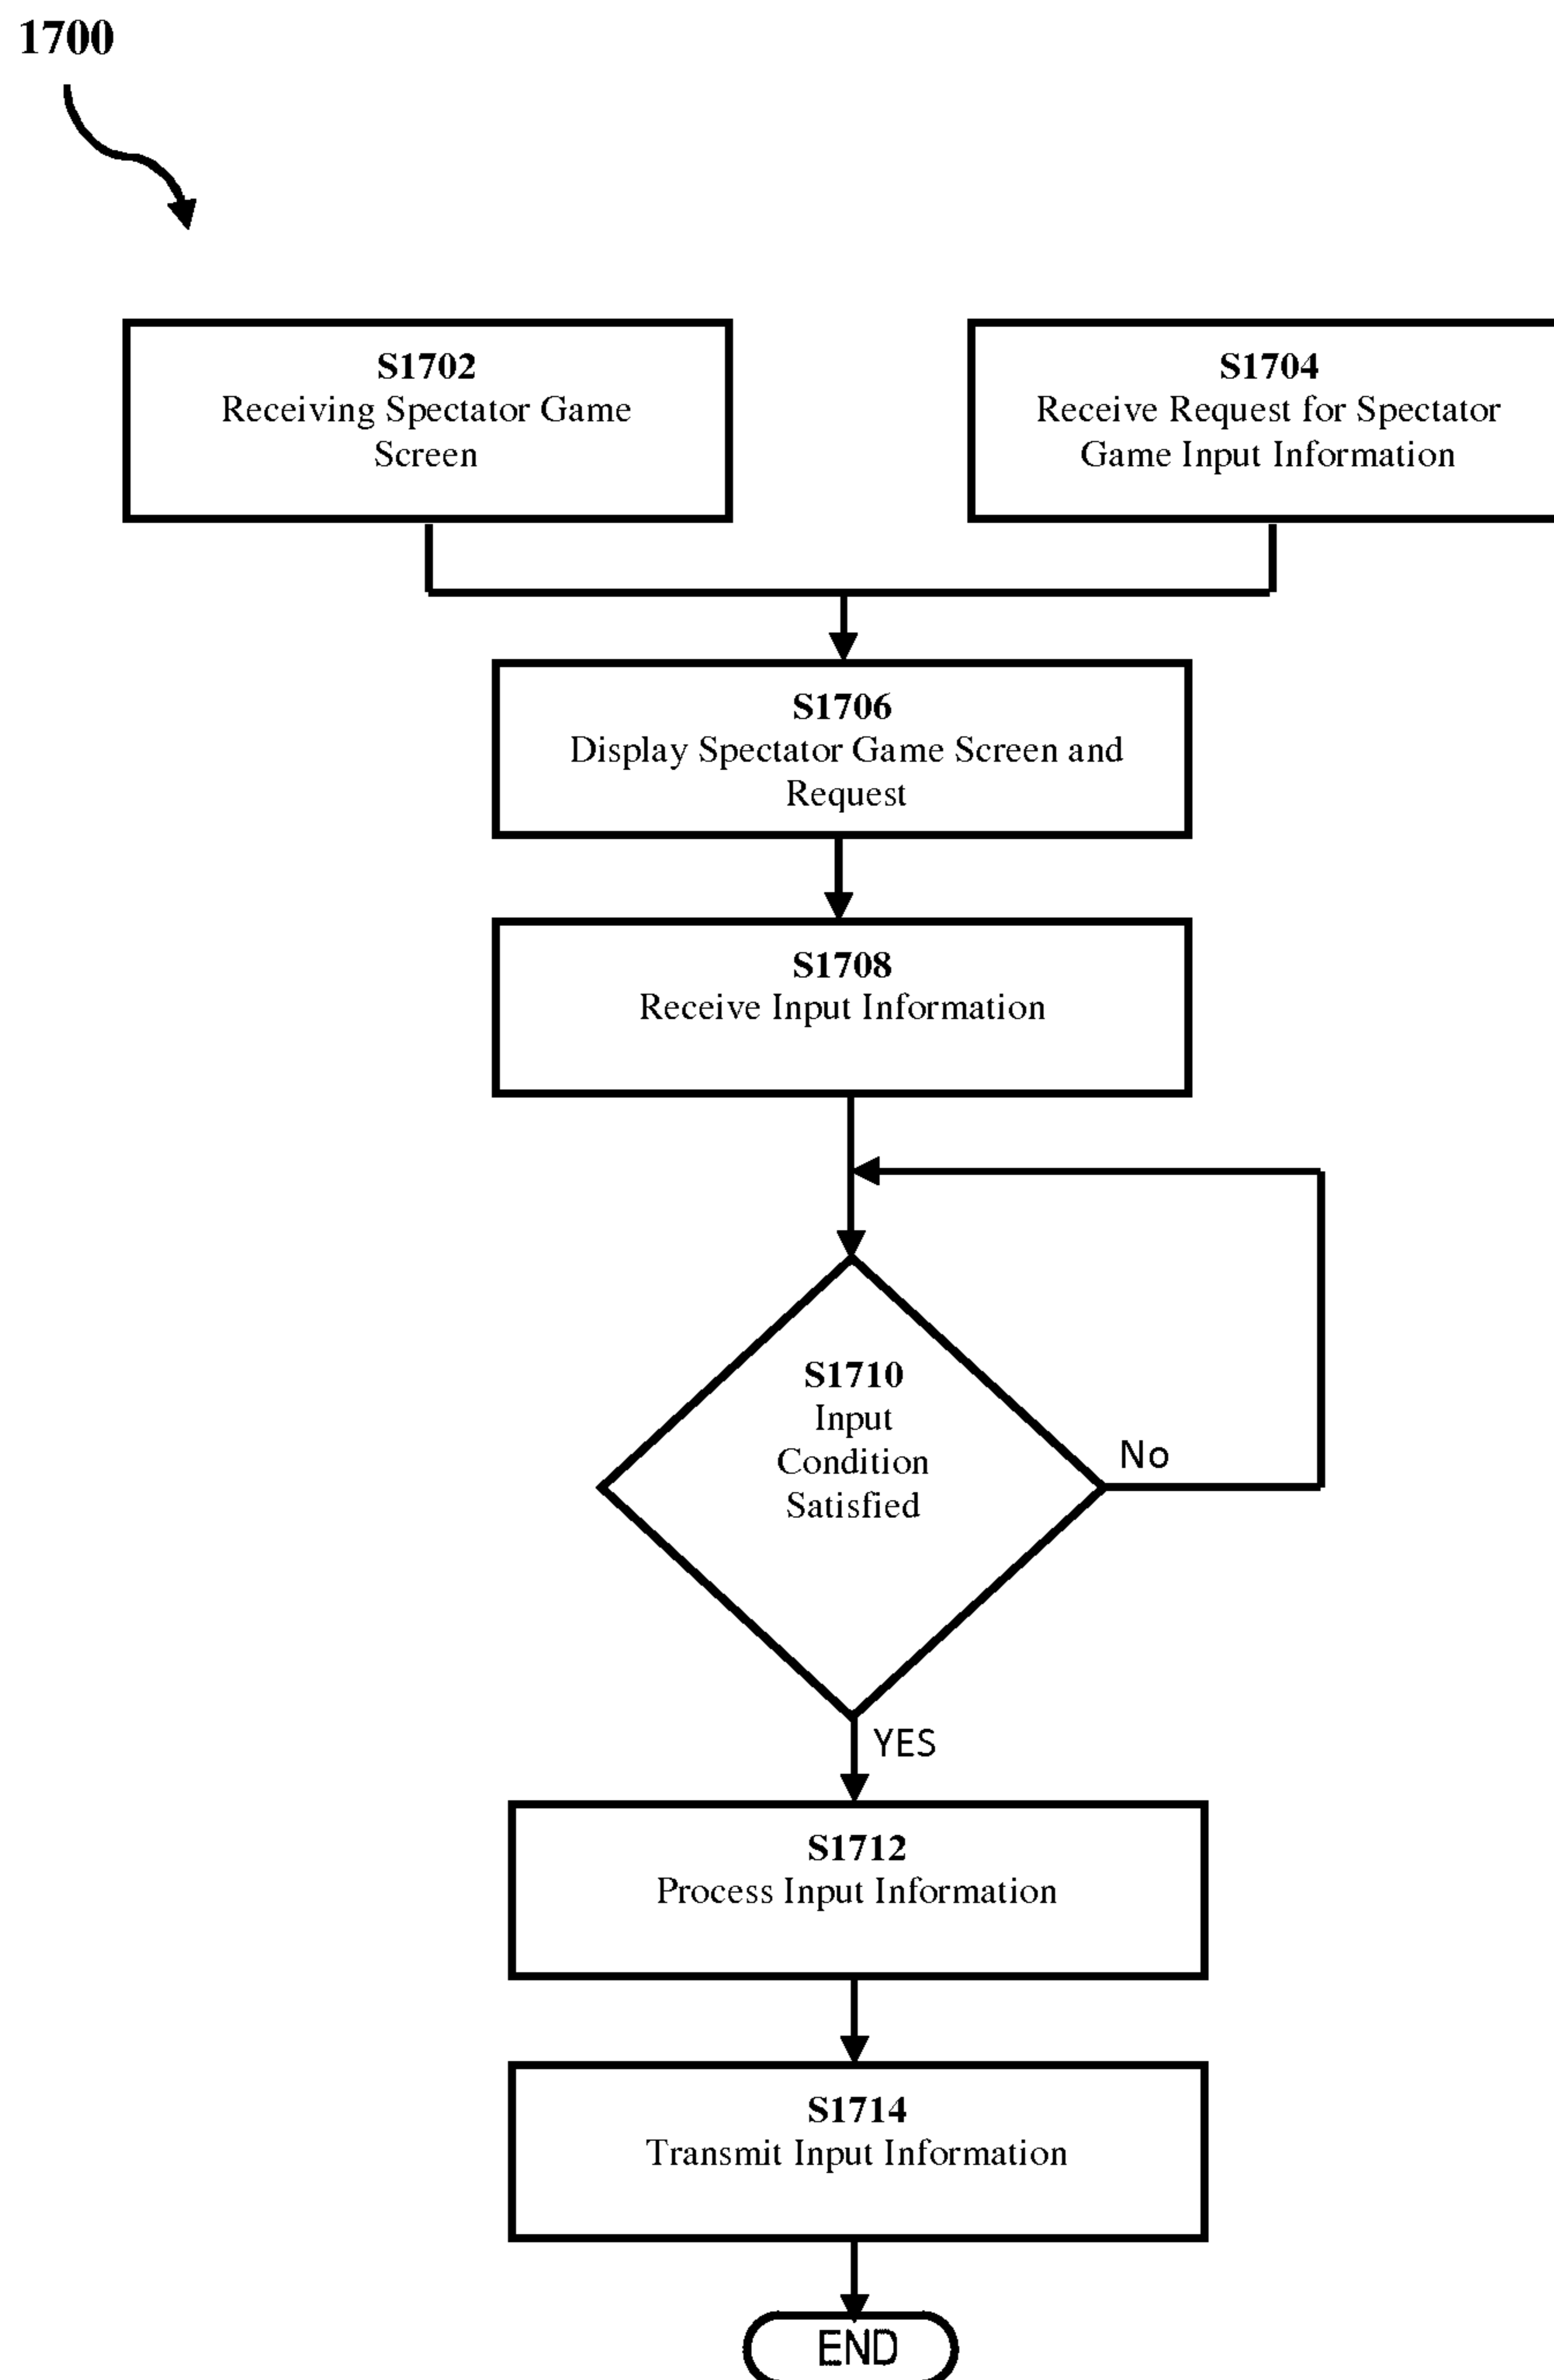 1700
S1702
Receiving Spectator Game
Screen
S1704
Receive Request for Spectator
Game Input Information
S1706
Display Spectator Game Screen and
Request
S1708
Receive Input Information
S1710
Input
Condition
Satisfied
No
YES
S1712
Process Input Information
S1714
Transmit Input Information
END